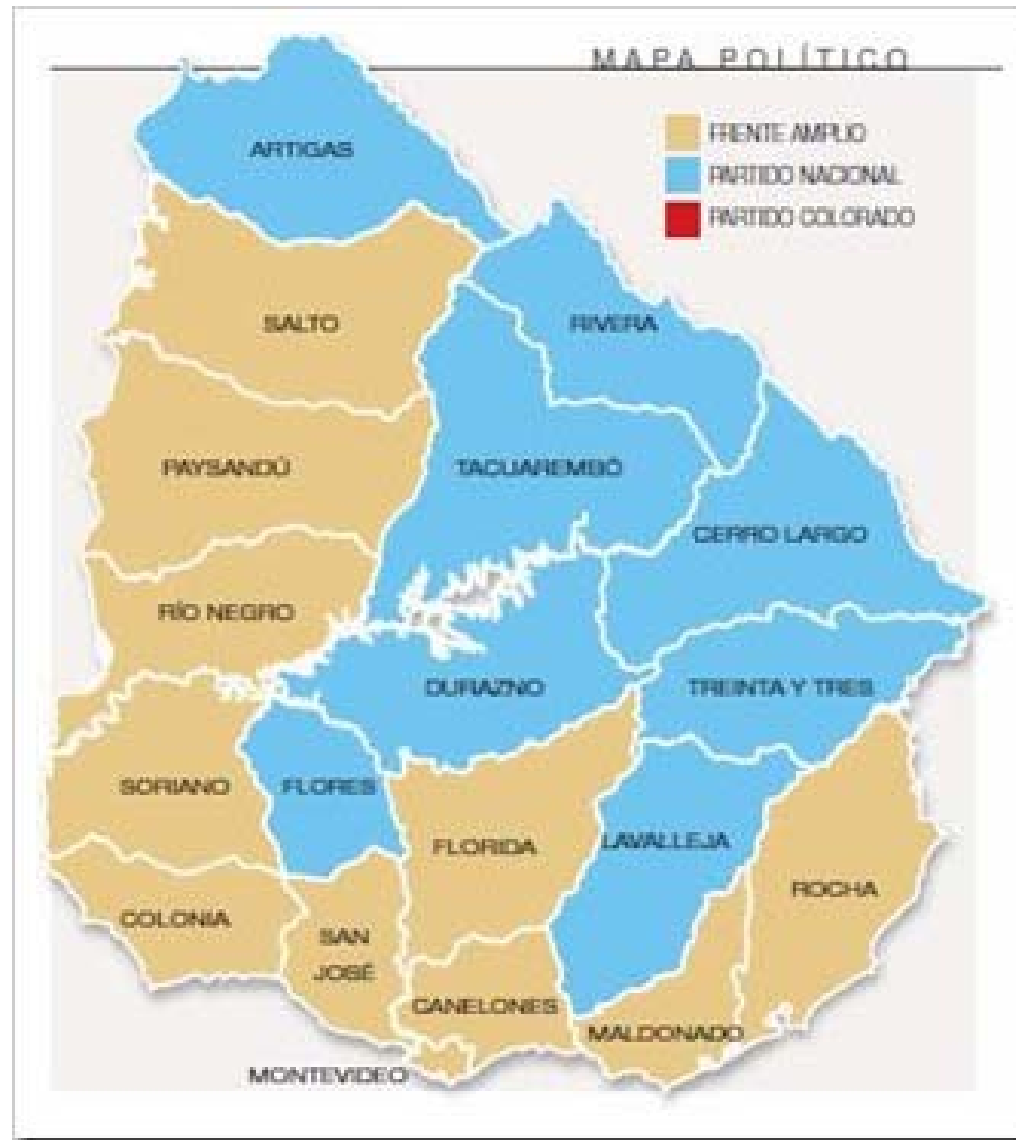 MAPA POLÍTICO
FRENTE AMPLIO
PARTIDO NACIONAL
PARTIDO COLORADO
ARTIGAS
SALTO
RIVERA
PAYSANDÚ
TACUAREMBÓ
CERRO LARGO
RÍO NEGRO
DURAZNO
TREINTA Y TRES
SORIANO
FLORES
FLORIDA
LAVALLEJA
ROCHA
COLONIA
SAN
JOSÉ
CANELONES
MALDONADO
MONTEVIDEO